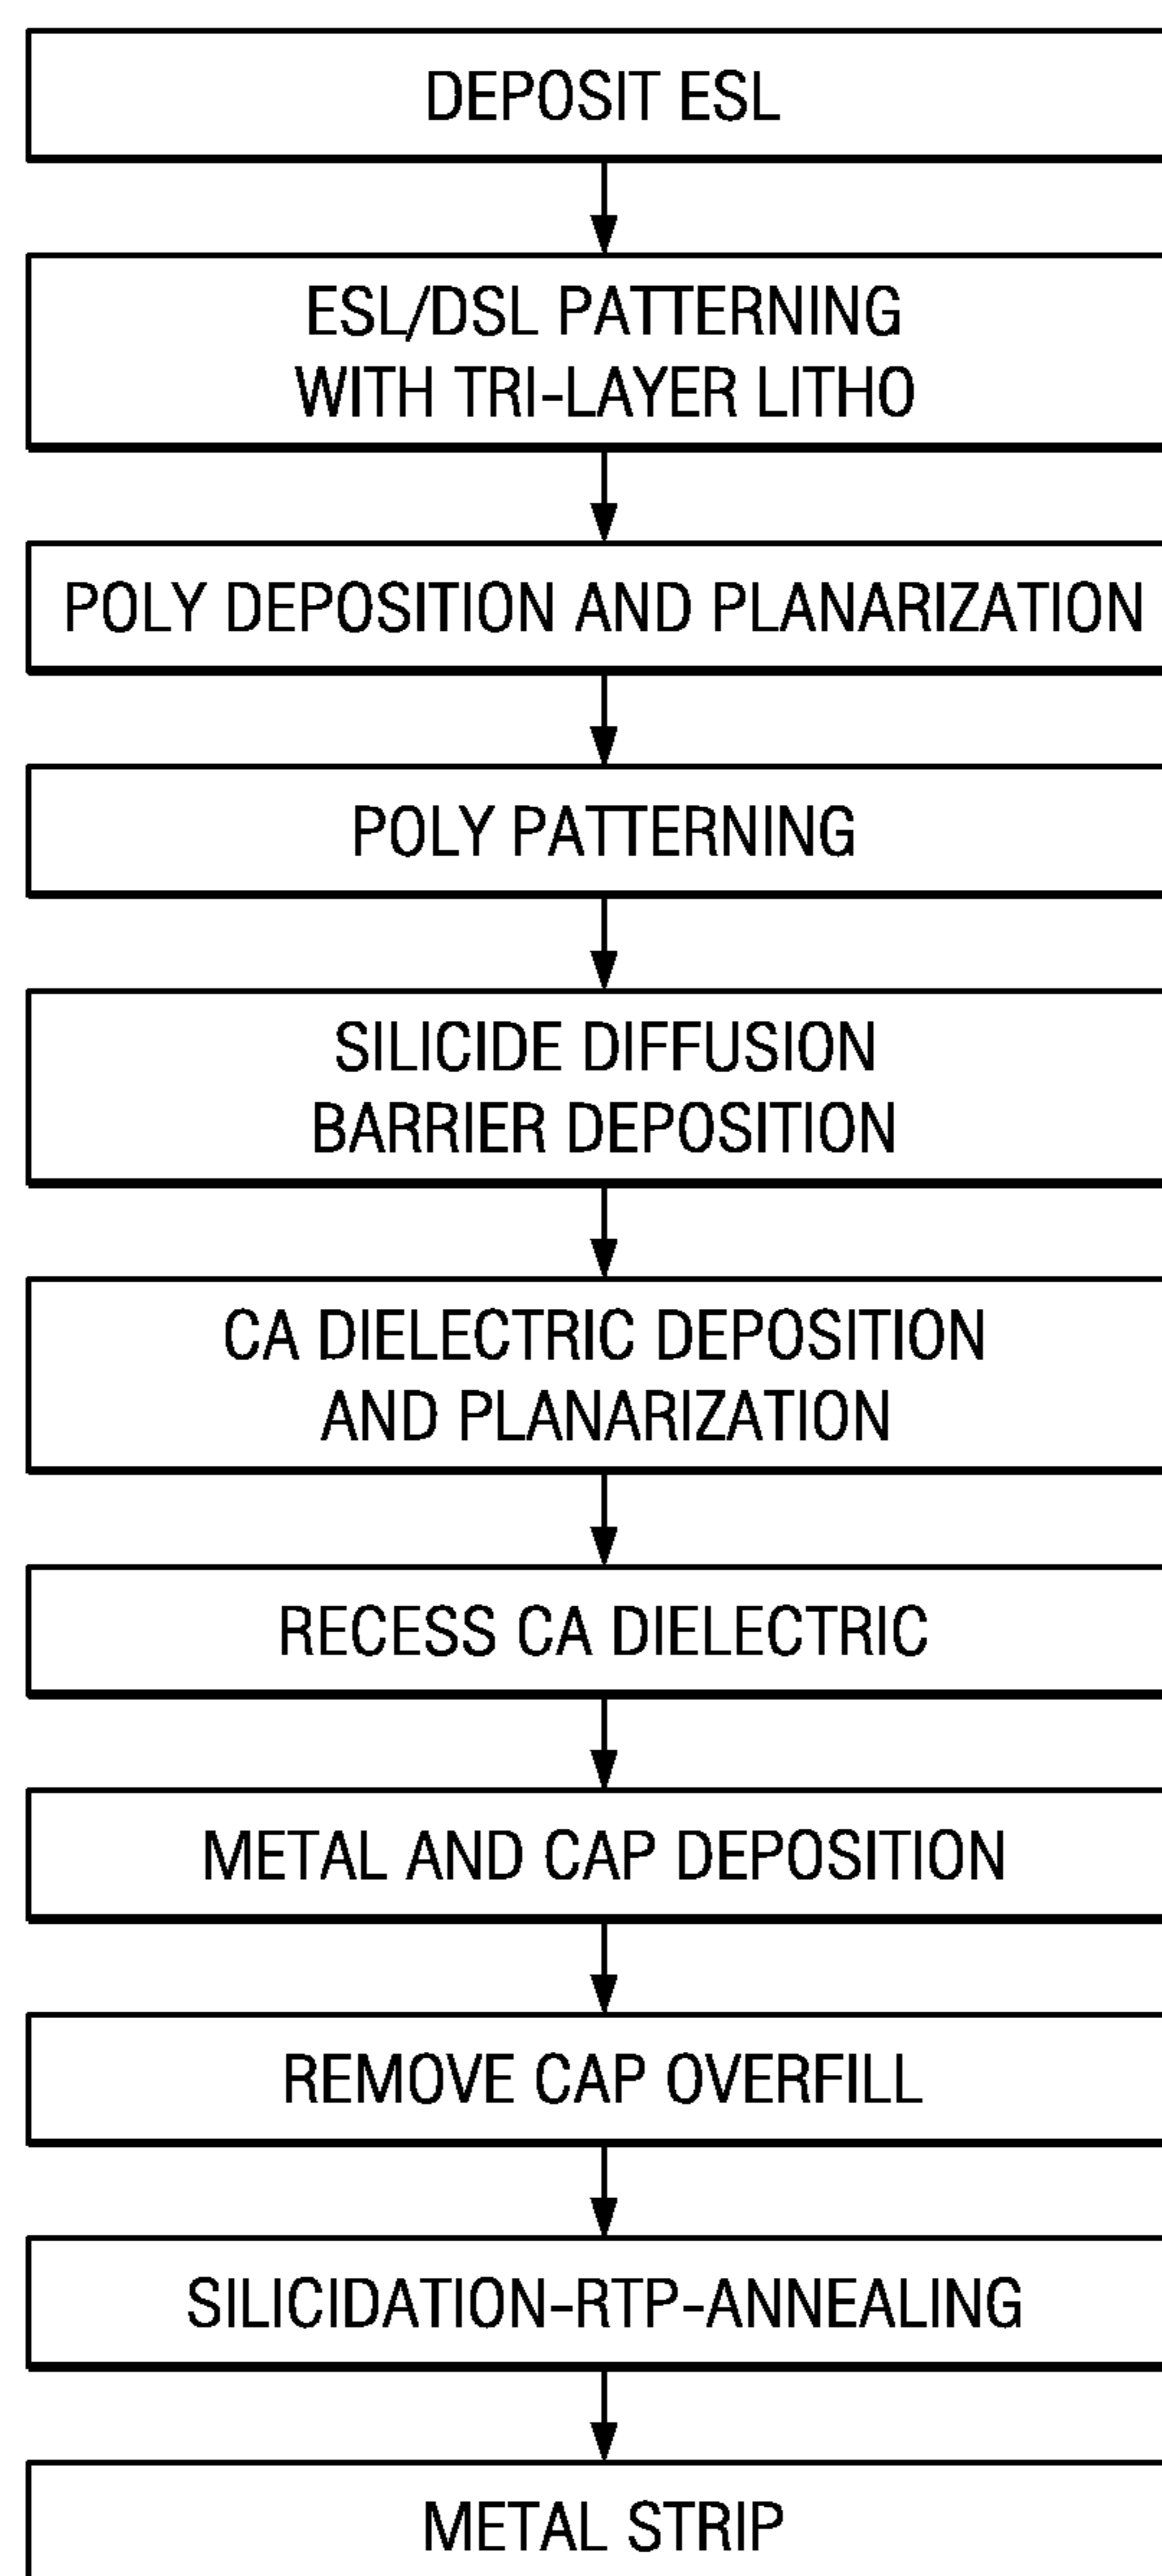 DEPOSIT ESL
ESL/DSL PATTERNING
WITH TRI-LAYER LITHO
POLY DEPOSITION AND PLANARIZATION
POLY PATTERNING
SILICIDE DIFFUSION
BARRIER DEPOSITION
CA DIELECTRIC DEPOSITION
AND PLANARIZATION
RECESS CA DIELECTRIC
METAL AND CAP DEPOSITION
REMOVE CAP OVERFILL
SILICIDATION-RTP-ANNEALING
METAL STRIP